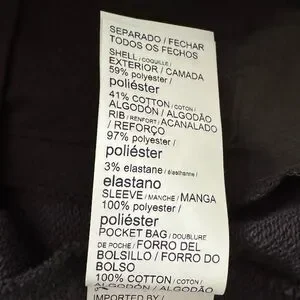 SEPARADO / FECHAR
TODOS OS FECHOS
SHELL / COQUILLE /
EXTERIOR / CAMADA
59% polyester /
poliéster
41% COTTON / COTON /
ALGODÓN / ALGODÃO
RIB / RENFORT / ACANALADO
/ REFORÇO
97% polyester /
poliéster
3% elastane / élasthanne /
elastano
SLEEVE / MANCHE / MANGA
100% polyester /
poliéster
POCKET BAG / DOUBLURE
DE POCHE / FORRO DEL
BOLSILLO / FORRO DO
BOLSO
100% COTTON / COTON /
ALGODÓN / ALGODÃO
IMPORTED BY /